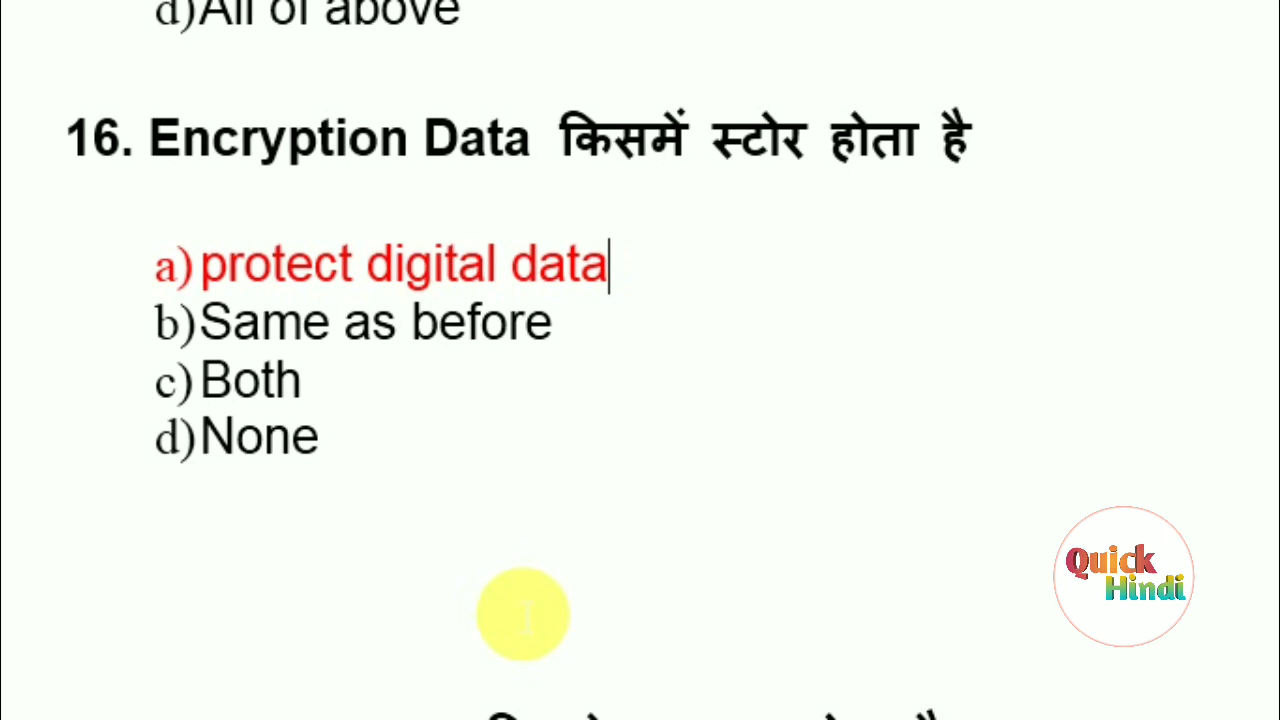 d) All of above
16. Encryption Data किसमें स्टोर होता है
a) protect digital data
b) Same as before
c) Both
d) None
Quick
Hindi